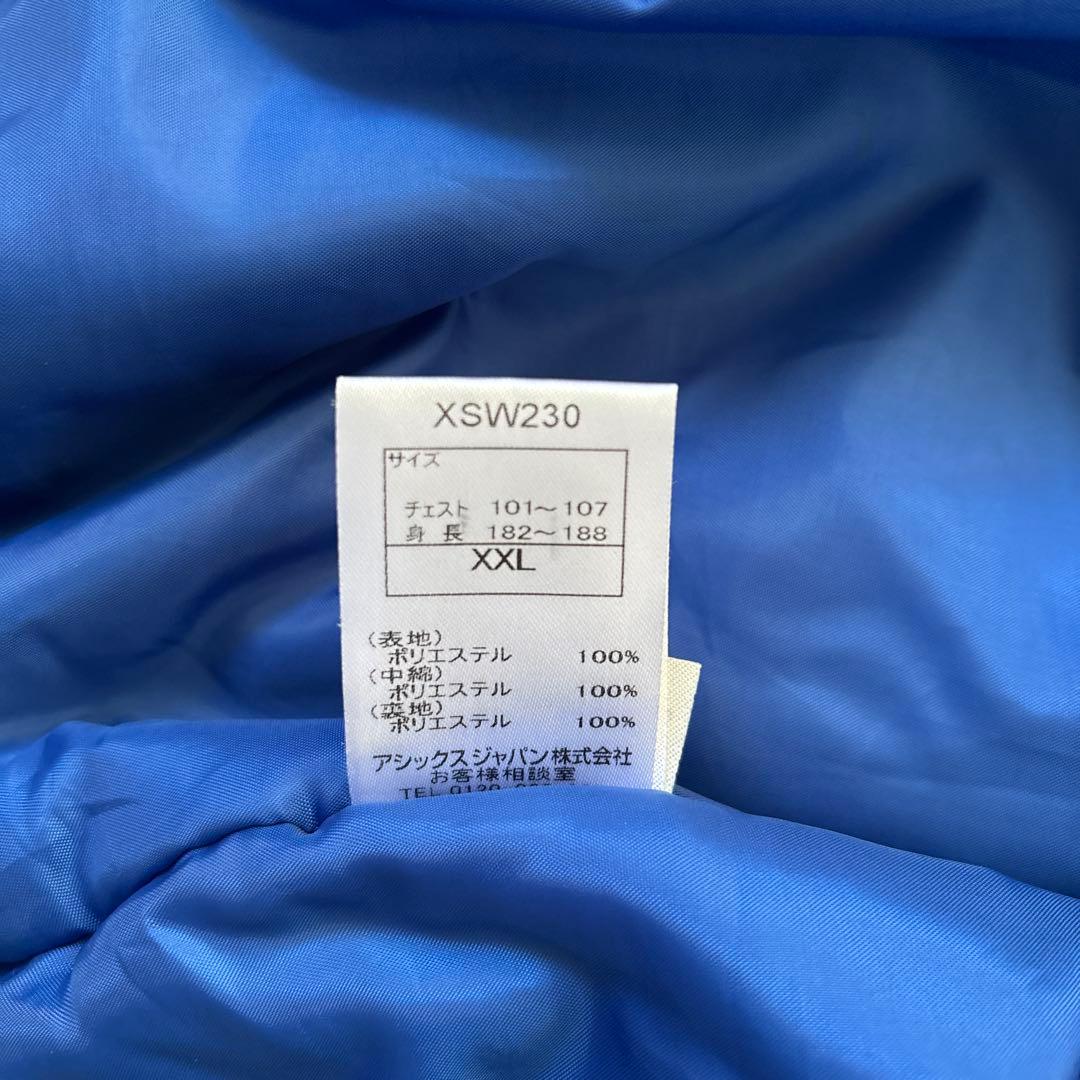 XSW230
サイズ
チェスト 101～107
身長 182～188
XXL
(表地)
ポリエステル 100%
(中綿)
ポリエステル 100%
(裏地)
ポリエステル 100%
アシックスジャパン株式会社
お客様相談室
TEL 0120